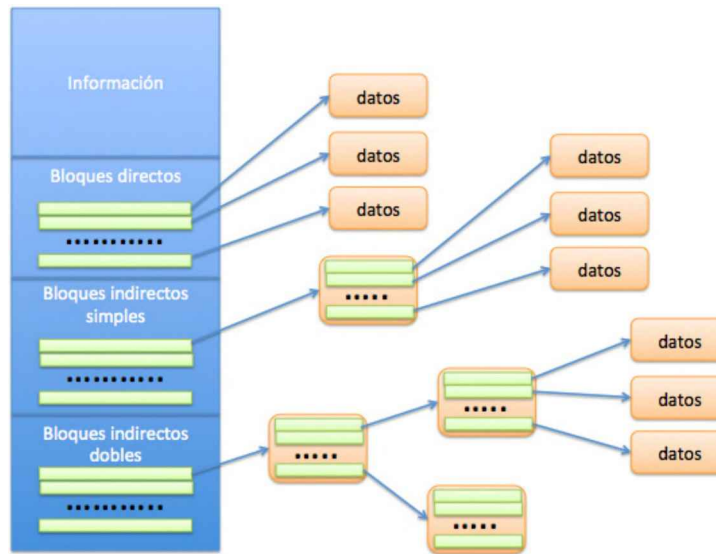 Información
datos
datos
Bloques directos
datos
datos
datos
datos
Bloques indirectos
simples
datos
Bloques indirectos
dobles
datos
datos